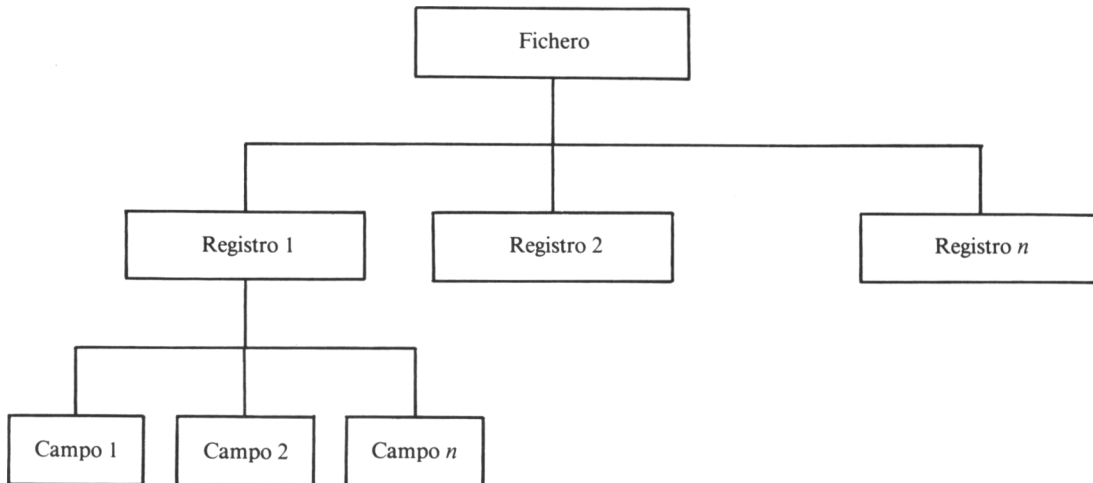 Fichero
Registro 1
Registro 2
Registro n
Campo 1
Campo 2
Campo n